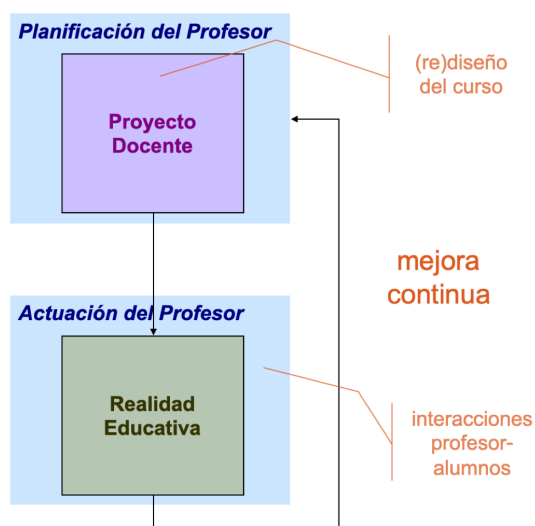 Planificación del Profesor
(re)diseño
del curso
Proyecto
Docente
mejora
continua
Actuación del Profesor
Realidad
Educativa
interacciones
profesor-
alumnos